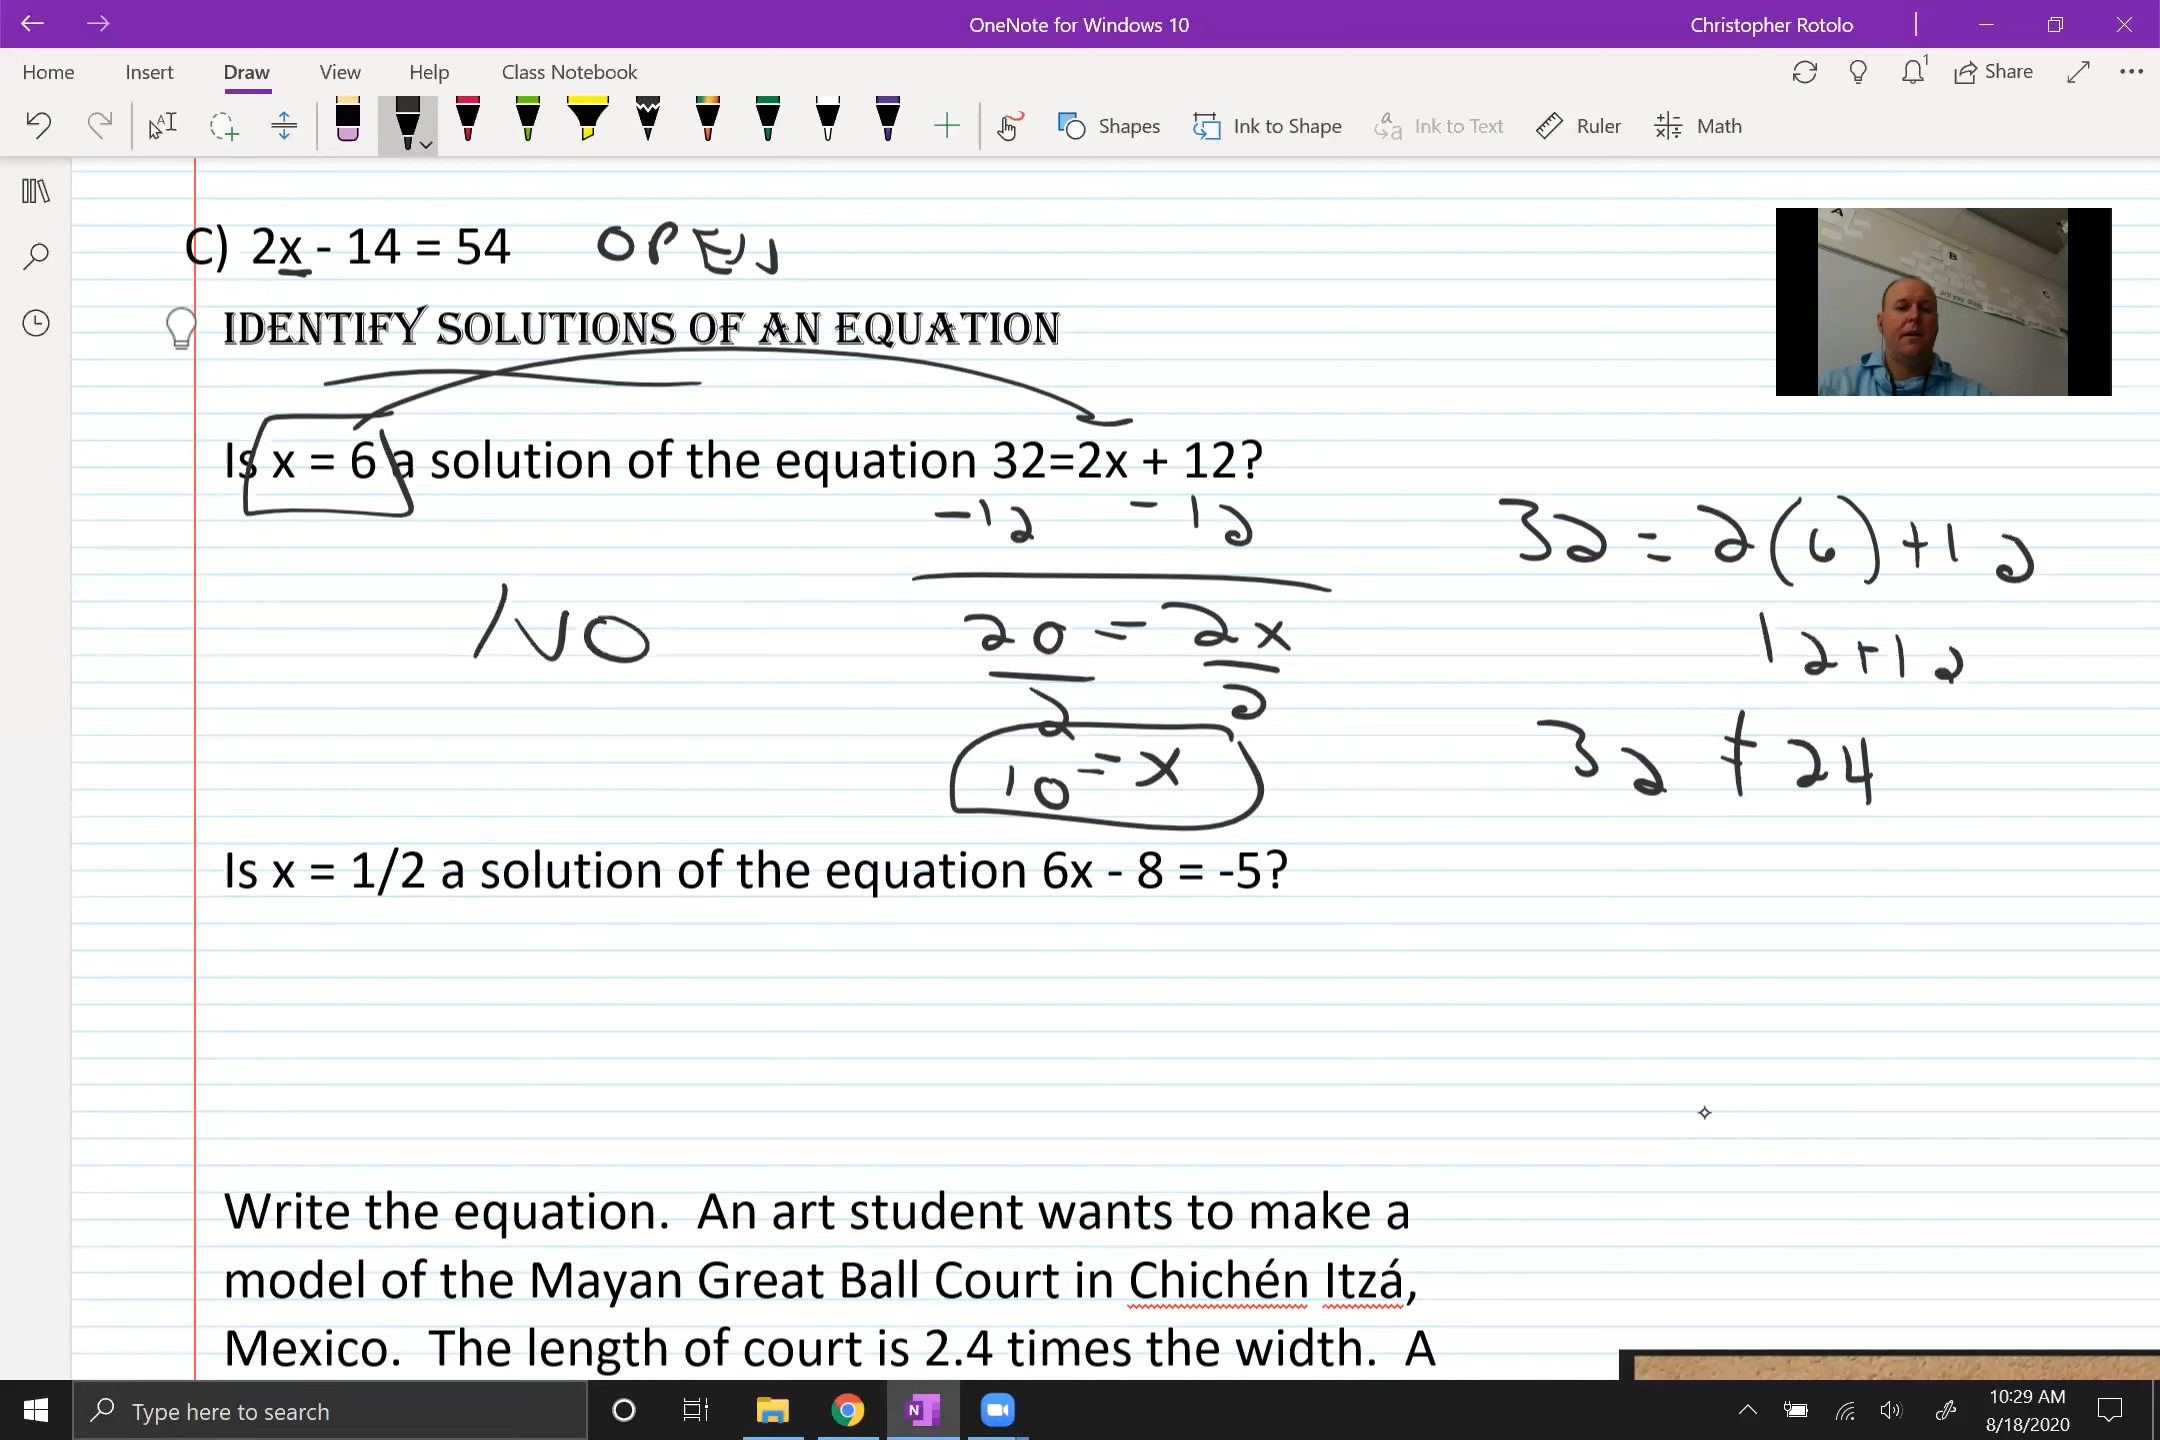 OneNote for Windows 10
Christopher Rotolo
Home Insert Draw View Help Class Notebook
Share
Shapes Ink to Shape Ink to Text Ruler Math
C) 2x - 14 = 54 OPEN
IDENTIFY SOLUTIONS OF AN EQUATION
Is x = 6 a solution of the equation 32=2x + 12?
-12 -12
32 = 2(6)+12
NO
20 = 2x
12+12
2 2
32 ≠ 24
10 = x
Is x = 1/2 a solution of the equation 6x - 8 = -5?
Write the equation. An art student wants to make a
model of the Mayan Great Ball Court in Chichén Itzá,
Mexico. The length of court is 2.4 times the width. A
Type here to search
10:29 AM
8/18/2020